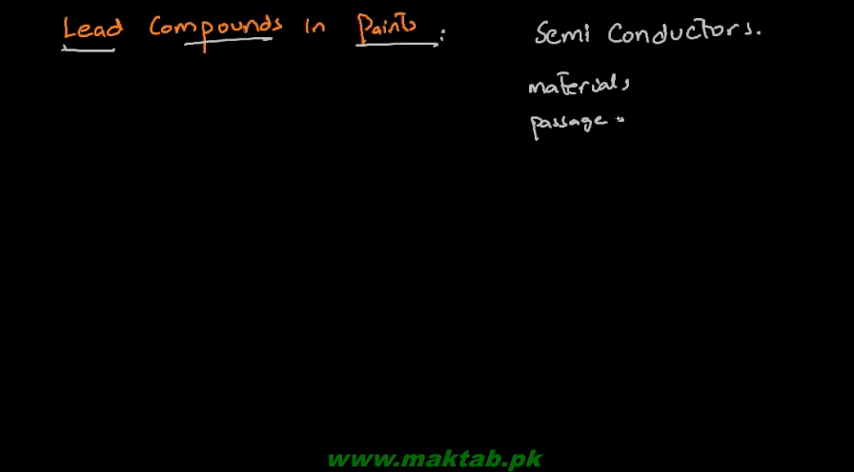 Lead Compounds in Paints :
Semi Conductors.
materials
passage
www.maktab.pk